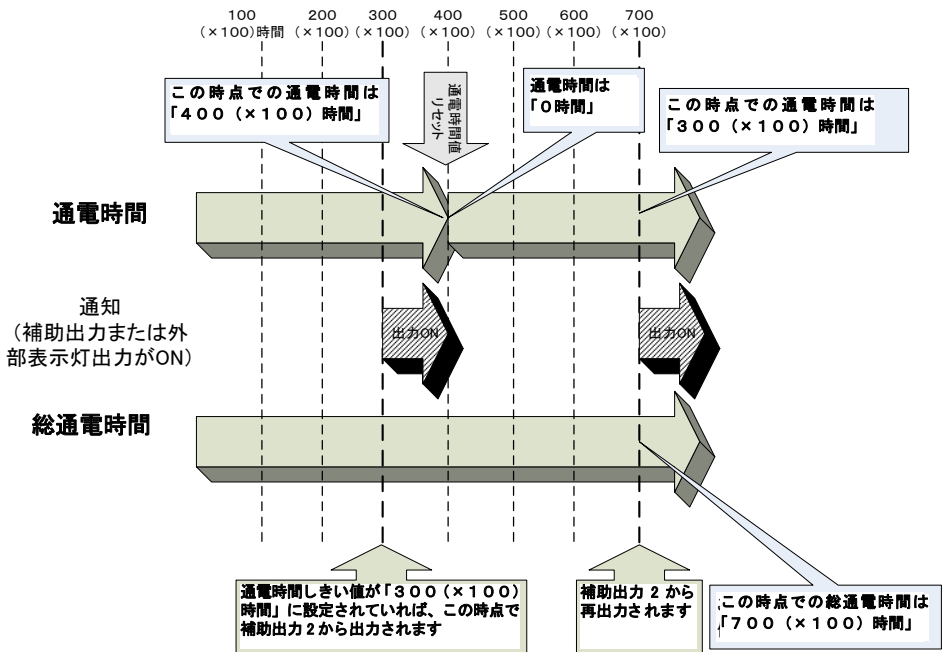 100 200 300 400 500 600 700
(×100)時間 (×100) (×100) (×100) (×100) (×100) (×100)
この時点での通電時間は
「400(×100)時間」
通電時間値
リセット
通電時間は
「0時間」
この時点での通電時間は
「300(×100)時間」
通電時間
通知
(補助出力または外
部表示灯出力がON)
出力ON
出力ON
総通電時間
通電時間しきい値が「300(×100)
時間」に設定されていれば、この時点で
補助出力2から出力されます
補助出力2から
再出力されます
この時点での総通電時間は
「700(×100)時間」